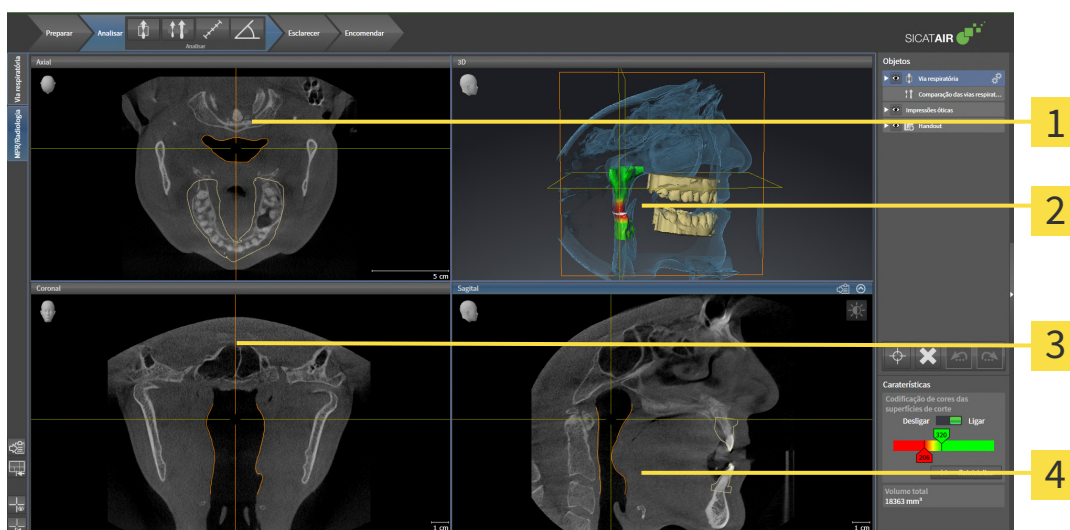 Preparar
Analisar
Analisar
Esclarecer
Encomendar
SICATAIR
Via respiratória
MPR/Radiologia
Axial
5 cm
3D
Coronal
1 cm
Sagital
1 cm
Objetos
Via respiratória
Comparação das vias respirat...
Impressões óticas
Handout
Caraterísticas
Codificação de cores das
superfícies de corte
Desligar Ligar
320
Volume total
18363 mm³
1
2
3
4